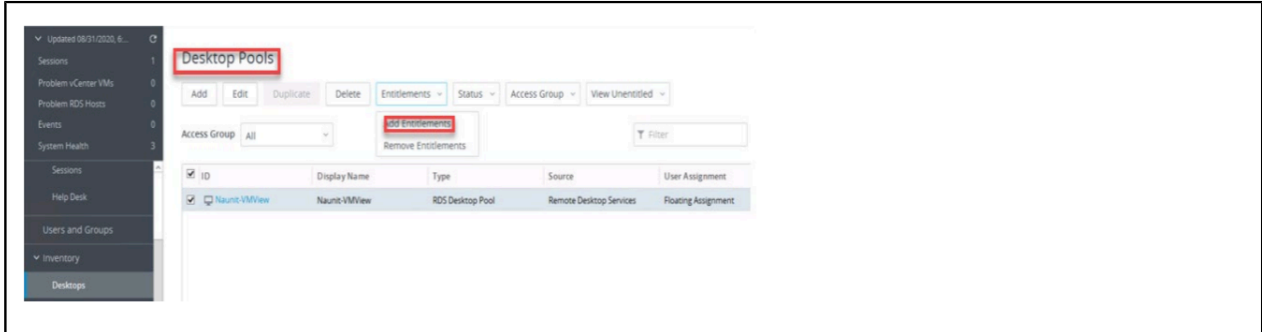 Updated 08/31/2020, 6...
Sessions 1
Problem vCenter VMs 0
Problem RDS Hosts 0
Events 0
System Health 3
Sessions
Help Desk
Users and Groups
Inventory
Desktops
Desktop Pools
Add Edit Duplicate Delete Entitlements Status Access Group View Unentitled
Add Entitlements
Remove Entitlements
Access Group All Filter
ID Display Name Type Source User Assignment
Naunit-VMView Naunit-VMView RDS Desktop Pool Remote Desktop Services Floating Assignment